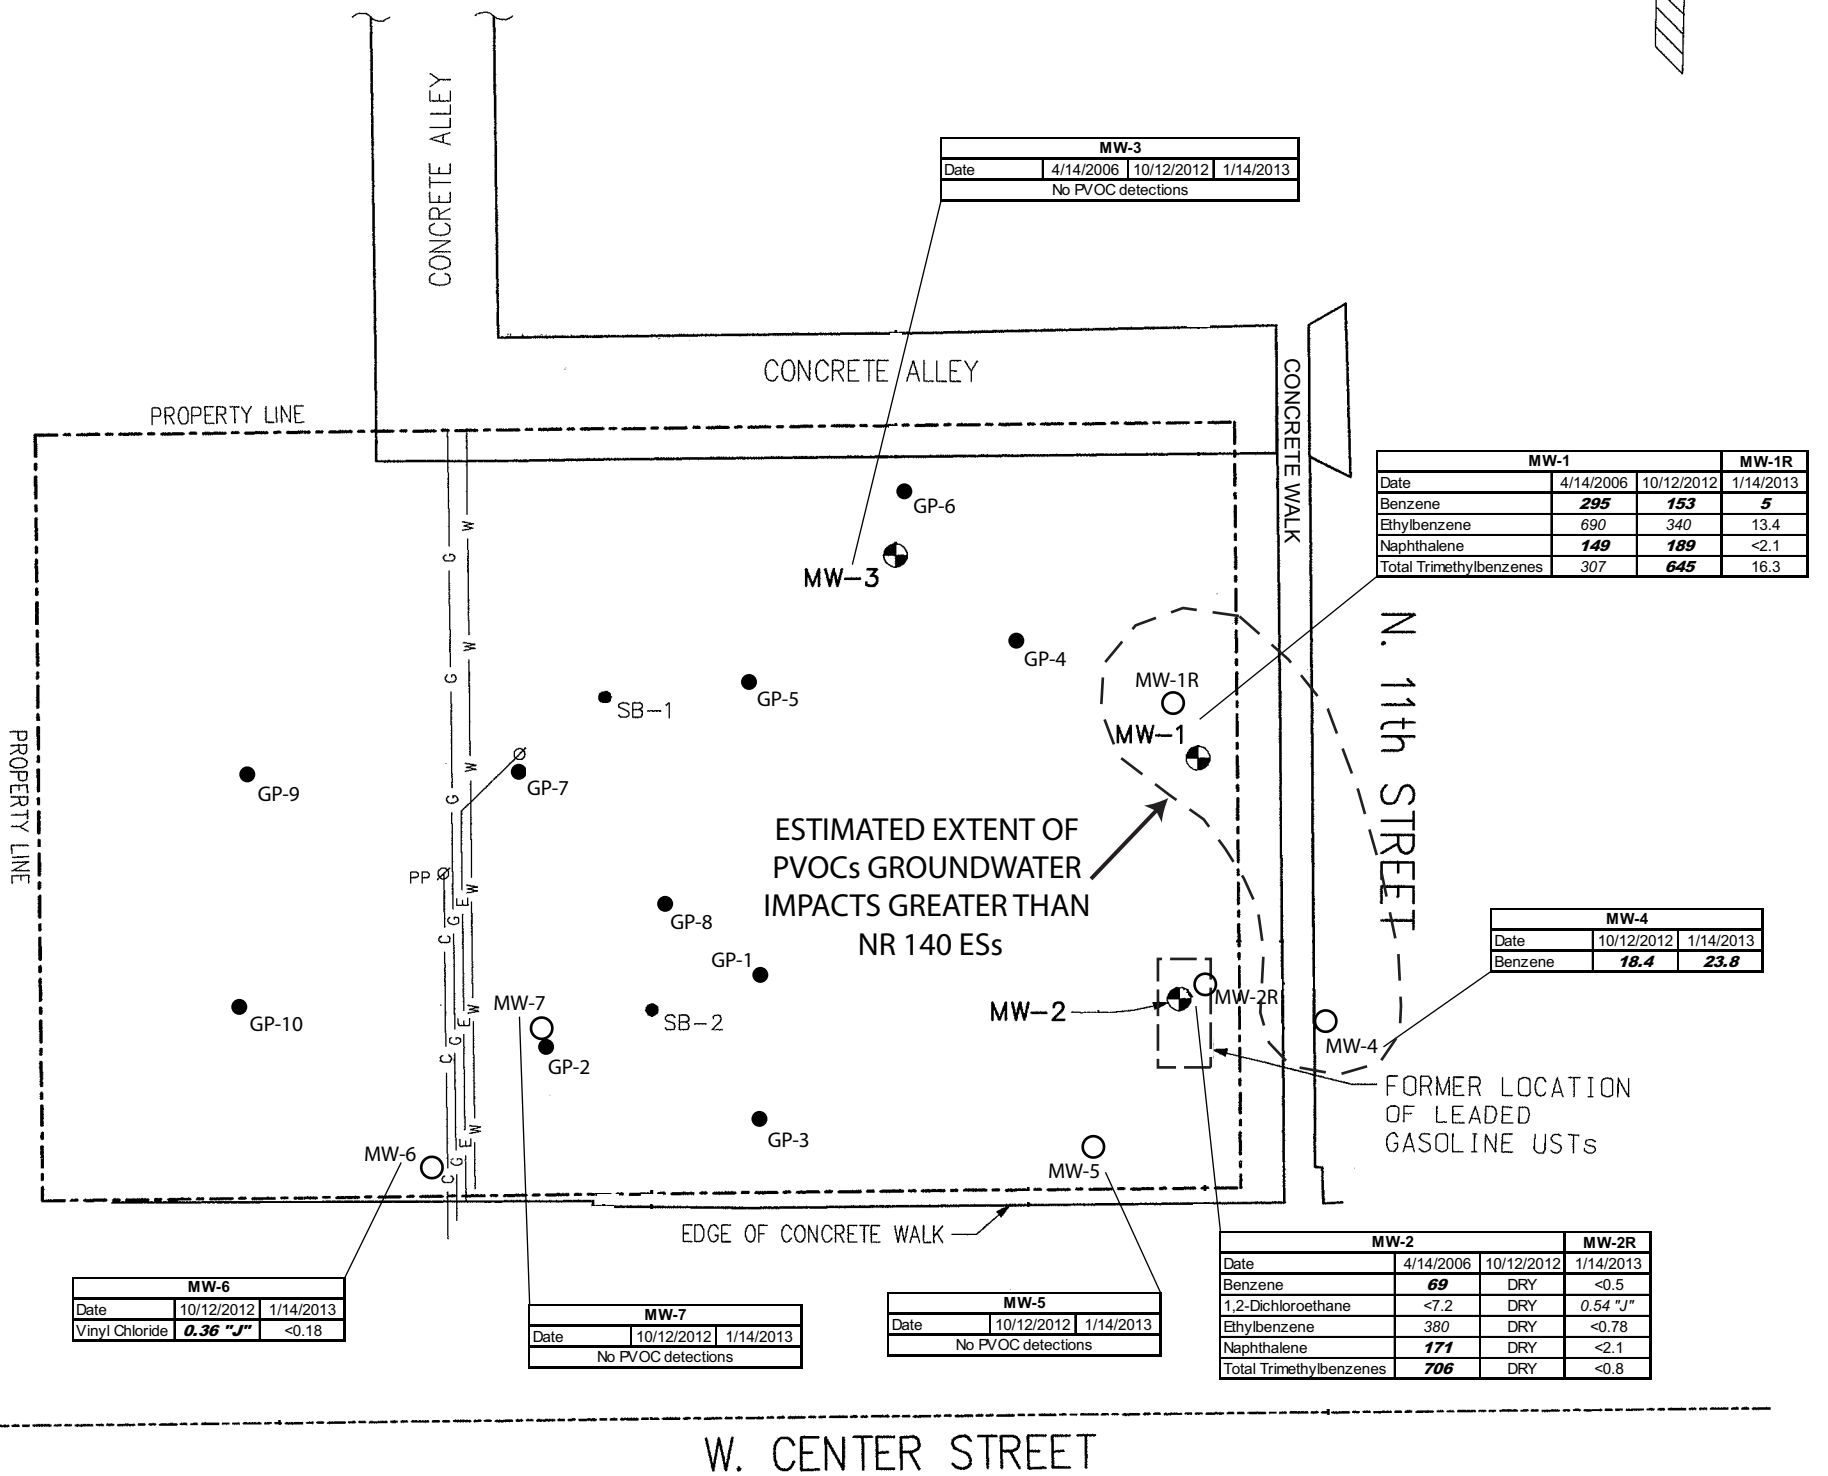 CONCRETE ALLEY
MW-3
Date 4/14/2006 10/12/2012 1/14/2013
No PVOC detections
CONCRETE ALLEY
CONCRETE WALK
PROPERTY LINE
MW-1 MW-1R
Date 4/14/2006 10/12/2012 1/14/2013
Benzene 295 153 5
Ethylbenzene 690 340 13.4
Naphthalene 149 189 <2.1
Total Trimethylbenzenes 307 645 16.3
GP-6
MW-3
GP-4
N. 11th STREET
MW-1R
GP-5
SB-1
MW-1
PROPERTY LINE
GP-9
GP-7
ESTIMATED EXTENT OF
PVOCs GROUNDWATER
IMPACTS GREATER THAN
NR 140 ESs
PP
G G G G G G
W W W W W W
C C C
E E E
GP-8
GP-1
MW-4
Date 10/12/2012 1/14/2013
Benzene 18.4 23.8
MW-7
MW-2
MW-2R
GP-10
SB-2
MW-4
GP-2
FORMER LOCATION
OF LEADED
GASOLINE USTs
GP-3
MW-6
MW-5
EDGE OF CONCRETE WALK
MW-2 MW-2R
Date 4/14/2006 10/12/2012 1/14/2013
Benzene 69 DRY <0.5
1,2-Dichloroethane <7.2 DRY 0.54 "J"
Ethylbenzene 380 DRY <0.78
Naphthalene 171 DRY <2.1
Total Trimethylbenzenes 706 DRY <0.8
MW-6
Date 10/12/2012 1/14/2013
Vinyl Chloride 0.36 "J" <0.18
MW-7
Date 10/12/2012 1/14/2013
No PVOC detections
MW-5
Date 10/12/2012 1/14/2013
No PVOC detections
W. CENTER STREET